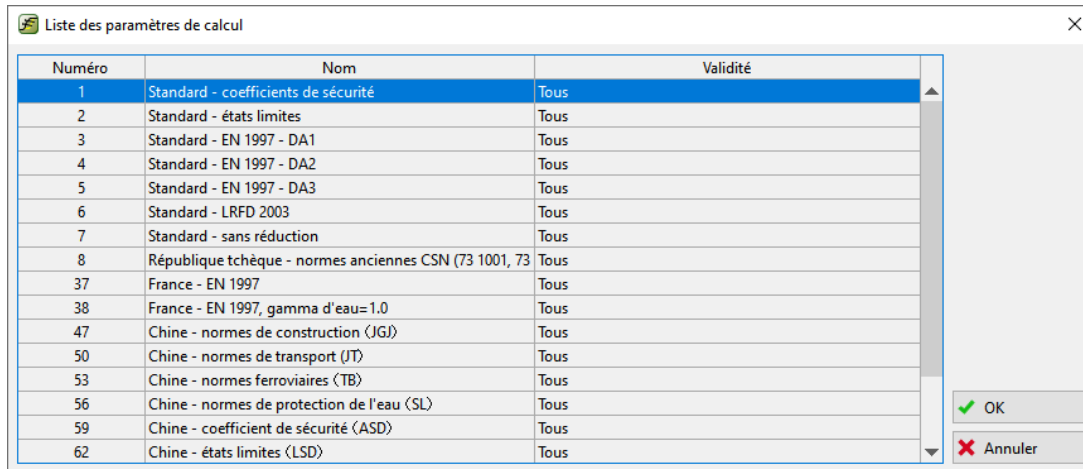 Liste des paramètres de calcul
Numéro Nom Validité
1 Standard - coefficients de sécurité Tous
2 Standard - états limites Tous
3 Standard - EN 1997 - DA1 Tous
4 Standard - EN 1997 - DA2 Tous
5 Standard - EN 1997 - DA3 Tous
6 Standard - LRFD 2003 Tous
7 Standard - sans réduction Tous
8 République tchèque - normes anciennes CSN (73 1001, 73 Tous
37 France - EN 1997 Tous
38 France - EN 1997, gamma d'eau=1.0 Tous
47 Chine - normes de construction (JGJ) Tous
50 Chine - normes de transport (JT) Tous
53 Chine - normes ferroviaires (TB) Tous
56 Chine - normes de protection de l'eau (SL) Tous
59 Chine - coefficient de sécurité (ASD) Tous
62 Chine - états limites (LSD) Tous
OK
Annuler